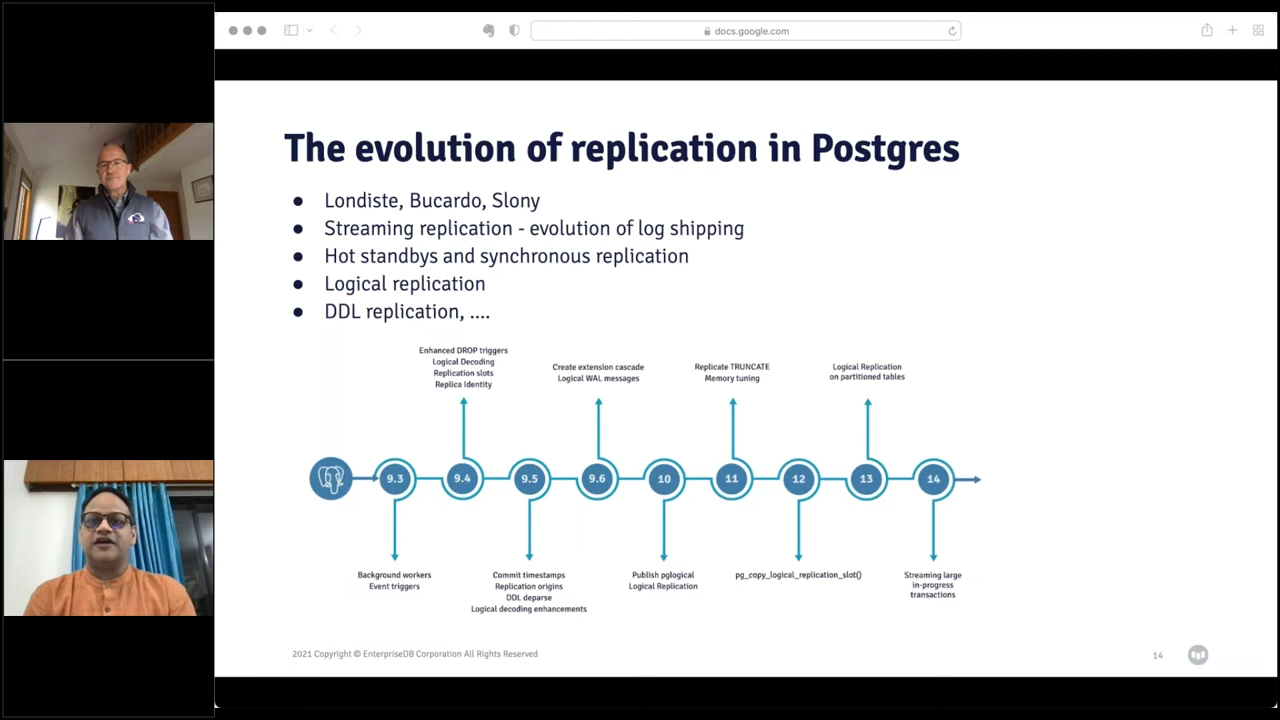 docs.google.com
The evolution of replication in Postgres
● Londiste, Bucardo, Slony
● Streaming replication - evolution of log shipping
● Hot standbys and synchronous replication
● Logical replication
● DDL replication, ....
Enhanced DROP triggers
Logical Decoding
Replication slots
Replica Identity
Create extension cascade
Logical WAL messages
Replicate TRUNCATE
Memory tuning
Logical Replication
on partitioned tables
9.3 9.4 9.5 9.6 10 11 12 13 14
Background workers
Event triggers
Commit timestamps
Replication origins
DDL deparse
Logical decoding enhancements
Publish pglogical
Logical Replication
pg_copy_logical_replication_slot()
Streaming large
in-progress
transactions
2021 Copyright © EnterpriseDB Corporation All Rights Reserved
14